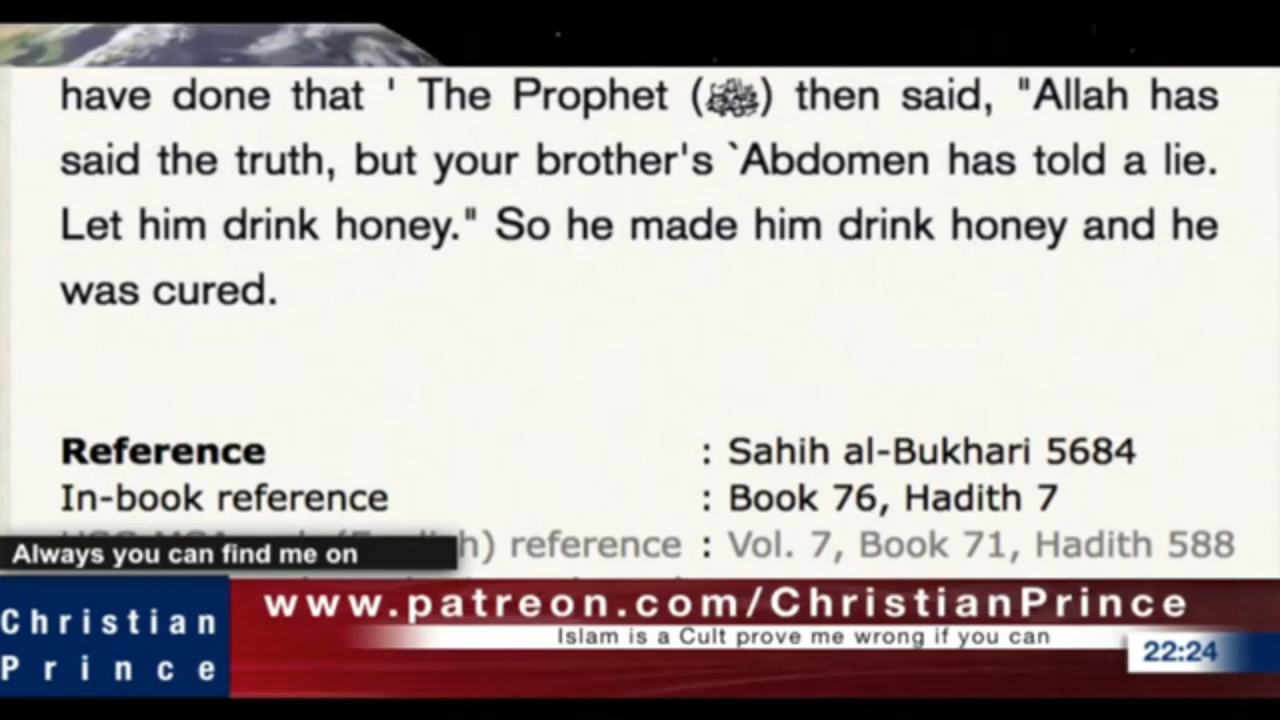 have done that ' The Prophet (ﷺ) then said, "Allah has
said the truth, but your brother's `Abdomen has told a lie.
Let him drink honey." So he made him drink honey and he
was cured.
Reference : Sahih al-Bukhari 5684
In-book reference : Book 76, Hadith 7
reference : Vol. 7, Book 71, Hadith 588
Always you can find me on
www.patreon.com/ChristianPrince
Christian
Prince
Islam is a Cult prove me wrong if you can
22:24